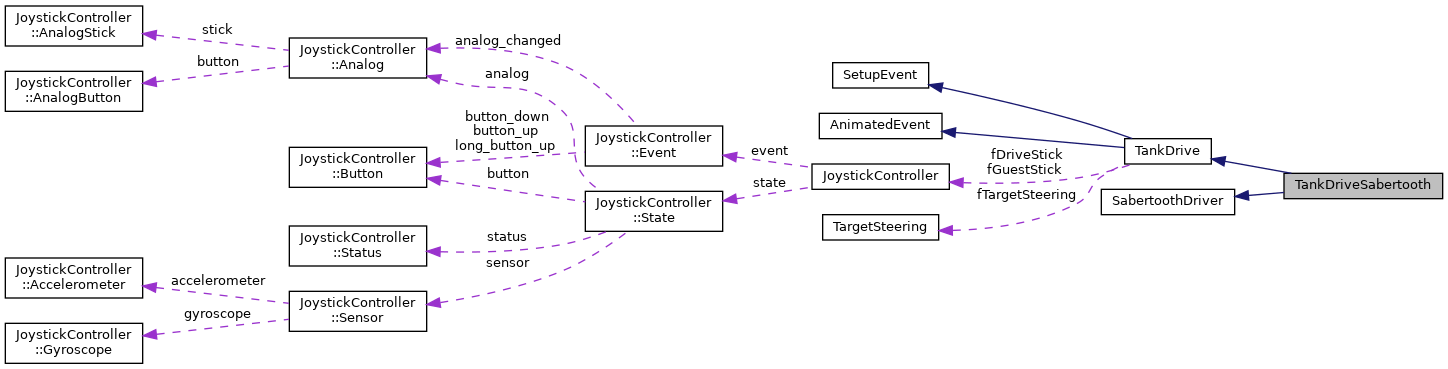 JoystickController
::AnalogStick
JoystickController
::AnalogButton
JoystickController
::Accelerometer
JoystickController
::Gyroscope
stick
button
accelerometer
gyroscope
JoystickController
::Analog
JoystickController
::Button
JoystickController
::Status
JoystickController
::Sensor
analog_changed
analog
button_down
button_up
long_button_up
button
status
sensor
JoystickController
::Event
JoystickController
::State
event
state
SetupEvent
AnimatedEvent
JoystickController
TargetSteering
fDriveStick
fGuestStick
fTargetSteering
TankDrive
SabertoothDriver
TankDriveSabertooth